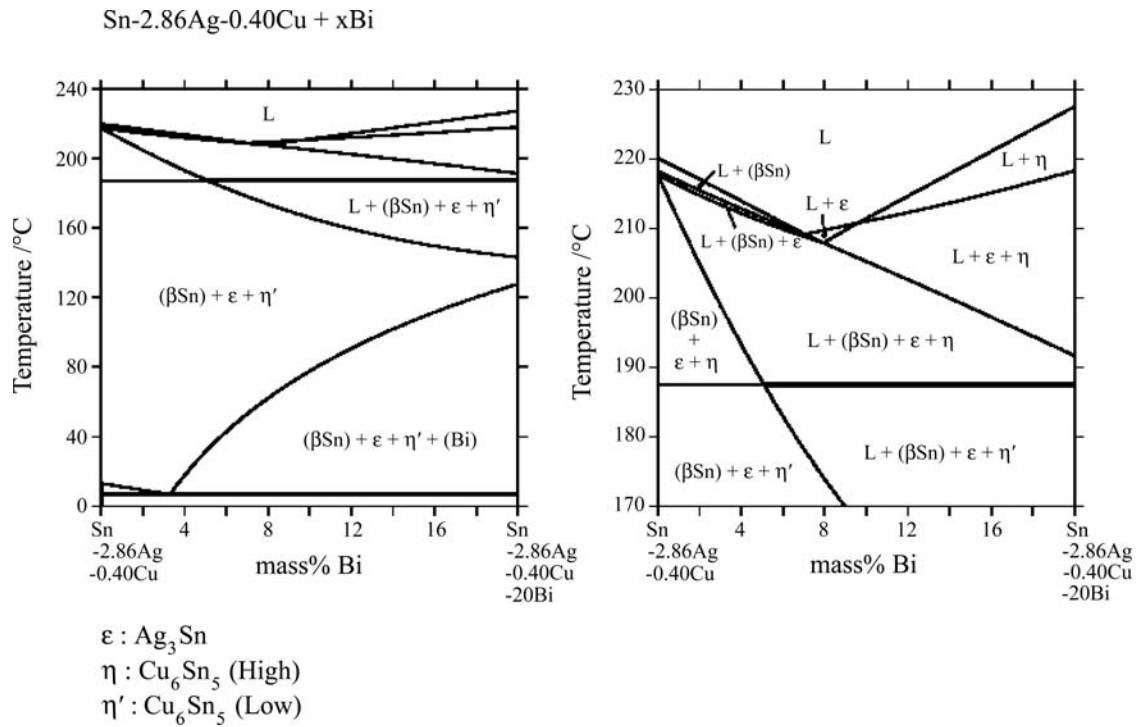 Sn-2.86Ag-0.40Cu + xBi
240
200
160
120
80
40
0
Temperature /°C
L
L + (βSn) + ε + η′
(βSn) + ε + η′
(βSn) + ε + η′ + (Bi)
Sn
-2.86Ag
-0.40Cu
4
8
12
16
Sn
-2.86Ag
-0.40Cu
-20Bi
mass% Bi
230
220
210
200
190
180
170
Temperature /°C
L
L + (βSn)
L + η
L + ε
L + (βSn) + ε
L + ε + η
(βSn)
+
ε + η
L + (βSn) + ε + η
L + (βSn) + ε + η′
(βSn) + ε + η′
Sn
-2.86Ag
-0.40Cu
4
8
12
16
Sn
-2.86Ag
-0.40Cu
-20Bi
mass% Bi
ε : Ag3Sn
η : Cu6Sn5 (High)
η′ : Cu6Sn5 (Low)